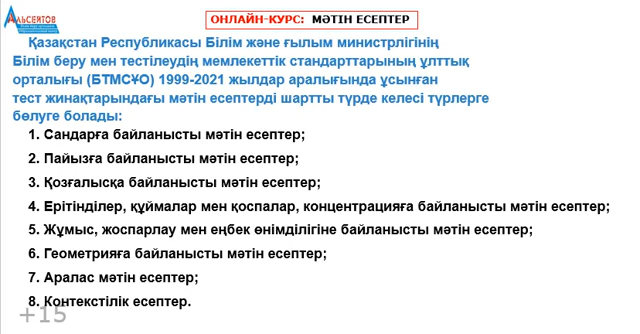 АЛЬСЕЙТОВ
ОНЛАЙН-КУРС: МӘТІН ЕСЕПТЕР
Қазақстан Республикасы Білім және ғылым министрлігінің
Білім беру мен тестілеудің мемлекеттік стандарттарының ұлттық
орталығы (БТМСҰО) 1999-2021 жылдар аралығында ұсынған
тест жинақтарындағы мәтін есептерді шартты түрде келесі түрлерге
бөлуге болады:
1. Сандарға байланысты мәтін есептер;
2. Пайызға байланысты мәтін есептер;
3. Қозғалысқа байланысты мәтін есептер;
4. Ерітінділер, құймалар мен қоспалар, концентрацияға байланысты мәтін есептер;
5. Жұмыс, жоспарлау мен еңбек өнімділігіне байланысты мәтін есептер;
6. Геометрияға байланысты мәтін есептер;
7. Аралас мәтін есептер;
8. Контекстілік есептер.
+15